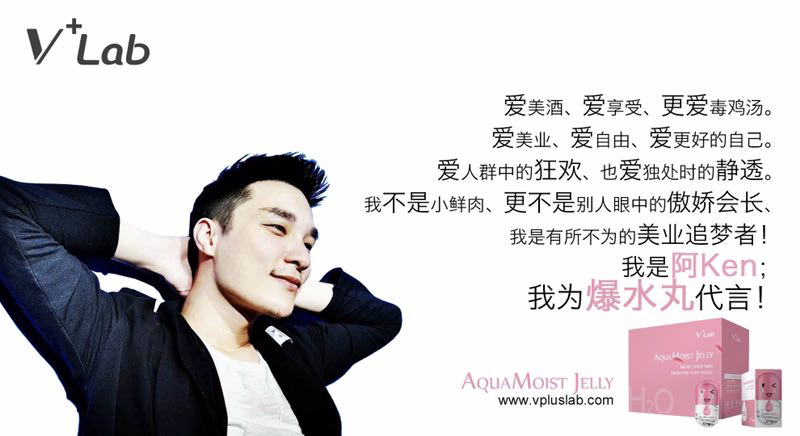 V+Lab
爱美酒、爱享受、更爱毒鸡汤。
爱美业、爱自由、爱更好的自己。
爱人群中的狂欢、也爱独处时的静透。
我不是小鲜肉、更不是别人眼中的傲娇会长、
我是有所不为的美业追梦者！
我是阿Ken；
我为爆水丸代言！
AQUAMOIST JELLY
www.vpluslab.com
V+Lab
AQUAMOIST JELLY
H2O